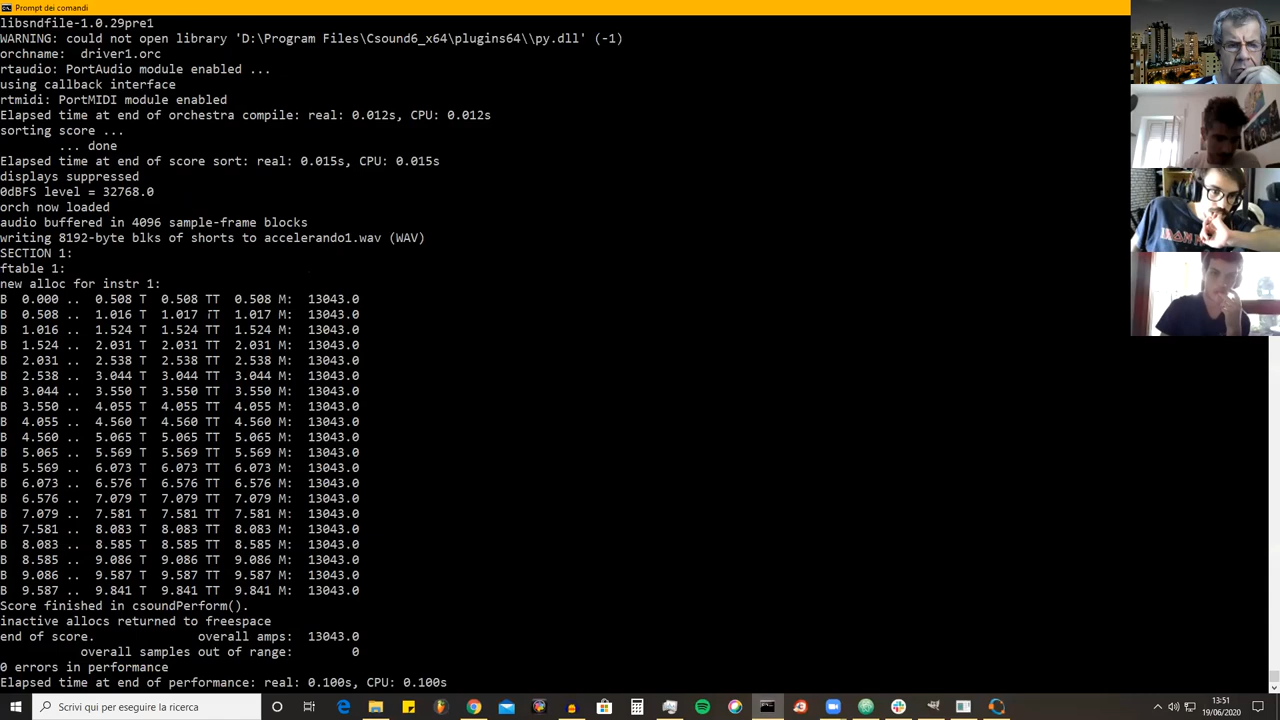 Prompt dei comandi
libsndfile-1.0.29pre1
WARNING: could not open library 'D:\Program Files\Csound6_x64\plugins64\\py.dll' (-1)
orchname:  driver1.orc
rtaudio: PortAudio module enabled ...
using callback interface
rtmidi: PortMIDI module enabled
Elapsed time at end of orchestra compile: real: 0.012s, CPU: 0.012s
sorting score ...
... done
Elapsed time at end of score sort: real: 0.015s, CPU: 0.015s
displays suppressed
0dBFS level = 32768.0
orch now loaded
audio buffered in 4096 sample-frame blocks
writing 8192-byte blks of shorts to accelerando1.wav (WAV)
SECTION 1:
ftable 1:
new alloc for instr 1:
B  0.000 ..  0.508 T  0.508 TT  0.508 M:  13043.0
B  0.508 ..  1.016 T  1.017 TT  1.017 M:  13043.0
B  1.016 ..  1.524 T  1.524 TT  1.524 M:  13043.0
B  1.524 ..  2.031 T  2.031 TT  2.031 M:  13043.0
B  2.031 ..  2.538 T  2.538 TT  2.538 M:  13043.0
B  2.538 ..  3.044 T  3.044 TT  3.044 M:  13043.0
B  3.044 ..  3.550 T  3.550 TT  3.550 M:  13043.0
B  3.550 ..  4.055 T  4.055 TT  4.055 M:  13043.0
B  4.055 ..  4.560 T  4.560 TT  4.560 M:  13043.0
B  4.560 ..  5.065 T  5.065 TT  5.065 M:  13043.0
B  5.065 ..  5.569 T  5.569 TT  5.569 M:  13043.0
B  5.569 ..  6.073 T  6.073 TT  6.073 M:  13043.0
B  6.073 ..  6.576 T  6.576 TT  6.576 M:  13043.0
B  6.576 ..  7.079 T  7.079 TT  7.079 M:  13043.0
B  7.079 ..  7.581 T  7.581 TT  7.581 M:  13043.0
B  7.581 ..  8.083 T  8.083 TT  8.083 M:  13043.0
B  8.083 ..  8.585 T  8.585 TT  8.585 M:  13043.0
B  8.585 ..  9.086 T  9.086 TT  9.086 M:  13043.0
B  9.086 ..  9.587 T  9.587 TT  9.587 M:  13043.0
B  9.587 ..  9.841 T  9.841 TT  9.841 M:  13043.0
Score finished in csoundPerform().
inactive allocs returned to freespace
end of score.  overall amps:  13043.0
overall samples out of range:  0
0 errors in performance
Elapsed time at end of performance: real: 0.100s, CPU: 0.100s
IRON MAIDEN
Scrivi qui per eseguire la ricerca
13:51
19/06/2020